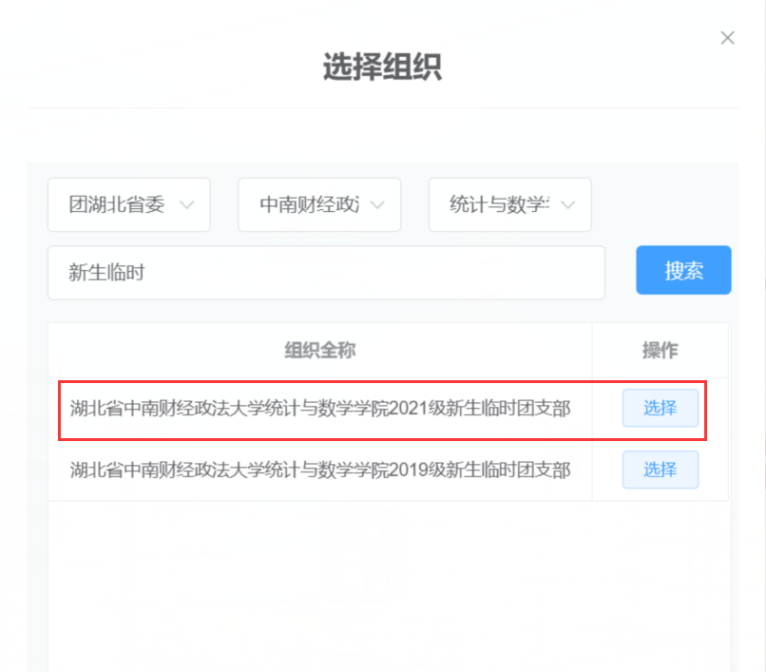 选择组织
团湖北省委
中南财经政
统计与数学
新生临时
搜索
组织全称
操作
湖北省中南财经政法大学统计与数学学院2021级新生临时团支部
选择
湖北省中南财经政法大学统计与数学学院2019级新生临时团支部
选择